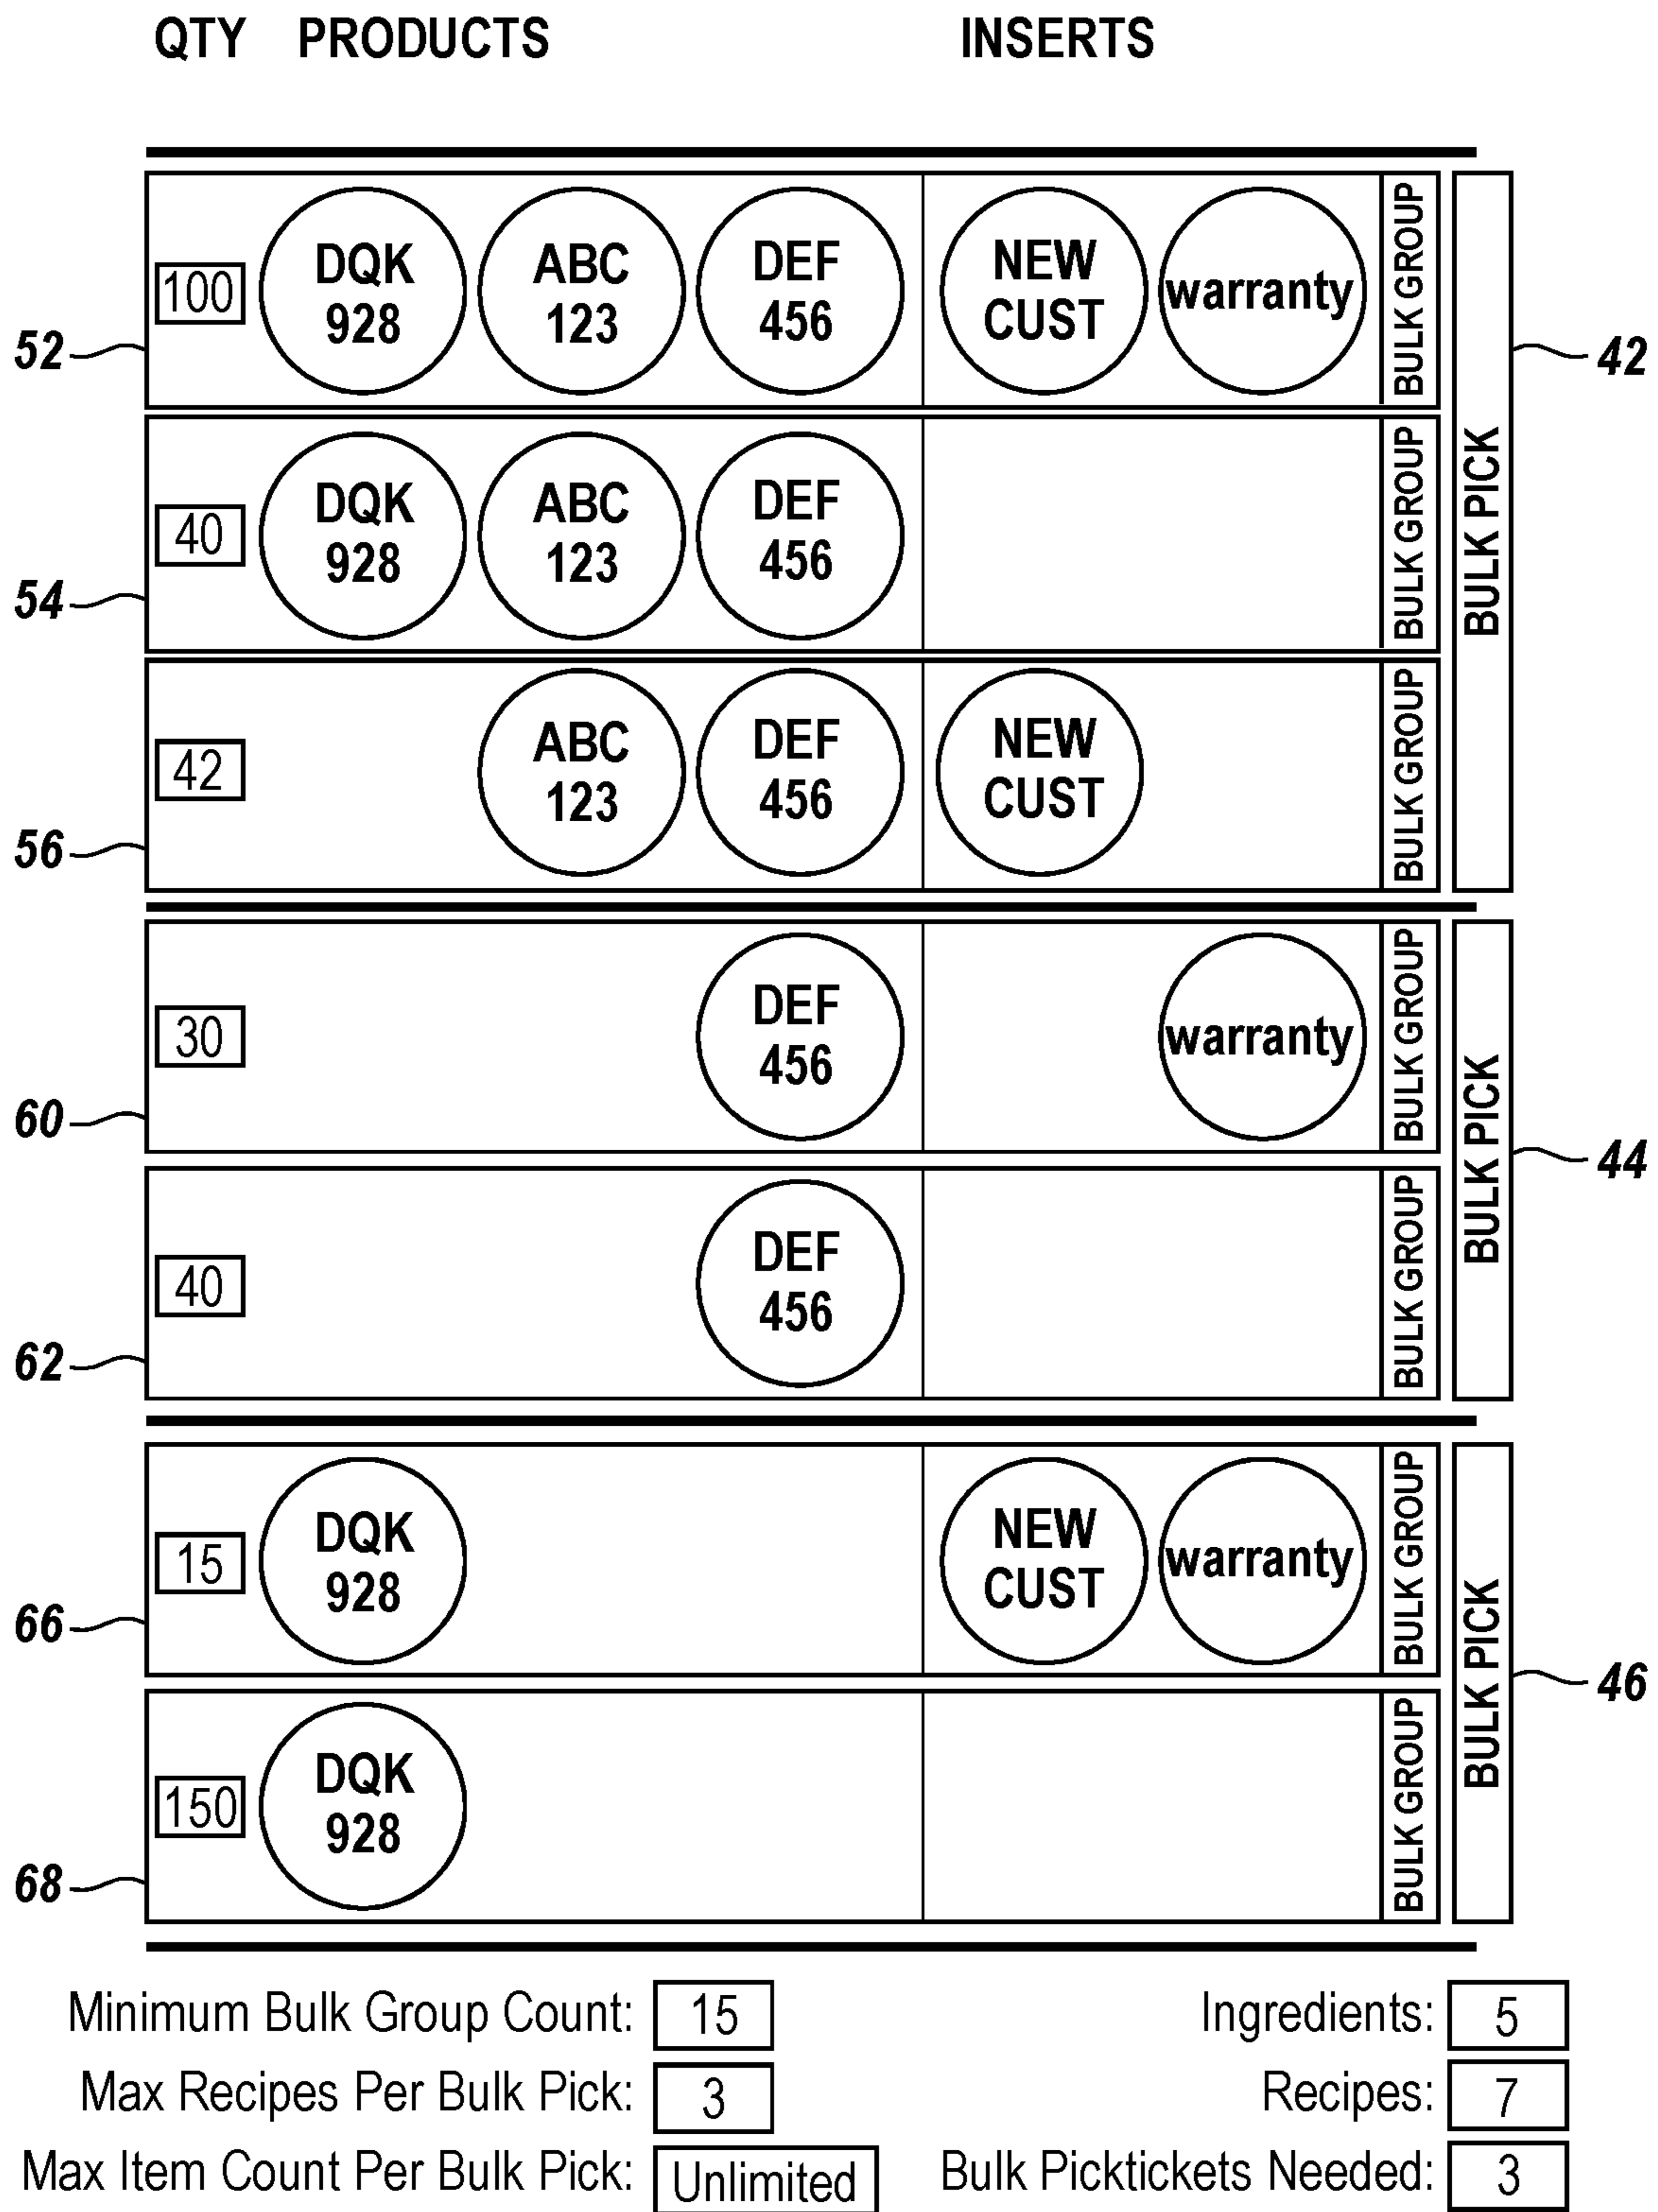 QTY PRODUCTS INSERTS
100 DQK 928 ABC 123 DEF 456 NEW CUST warranty BULK GROUP
52
42
40 DQK 928 ABC 123 DEF 456 BULK GROUP
54
BULK PICK
42 ABC 123 DEF 456 NEW CUST BULK GROUP
56
30 DEF 456 warranty BULK GROUP
60
BULK PICK
44
40 DEF 456 BULK GROUP
62
15 DQK 928 NEW CUST warranty BULK GROUP
66
BULK PICK
46
150 DQK 928 BULK GROUP
68
Minimum Bulk Group Count: 15 Ingredients: 5
Max Recipes Per Bulk Pick: 3 Recipes: 7
Max Item Count Per Bulk Pick: Unlimited Bulk Picktickets Needed: 3